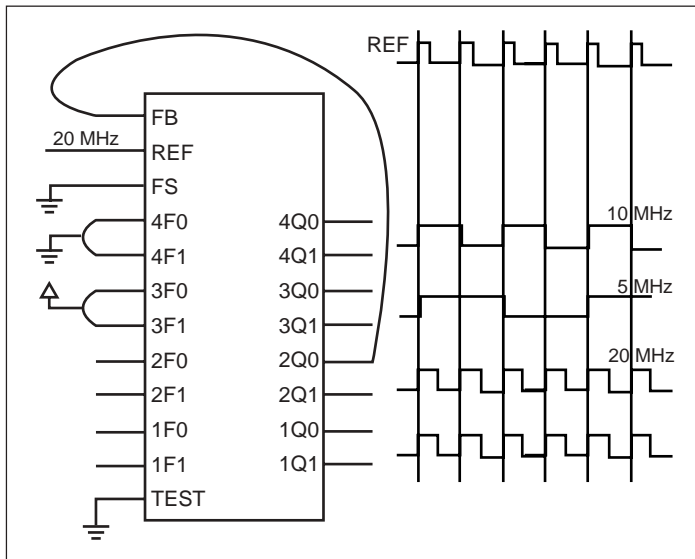 REF
FB
20 MHz
REF
FS
4F0
4Q0
4F1
4Q1
3F0
3Q0
3F1
3Q1
2F0
2Q0
2F1
2Q1
1F0
1Q0
1F1
1Q1
TEST
10 MHz
5 MHz
20 MHz